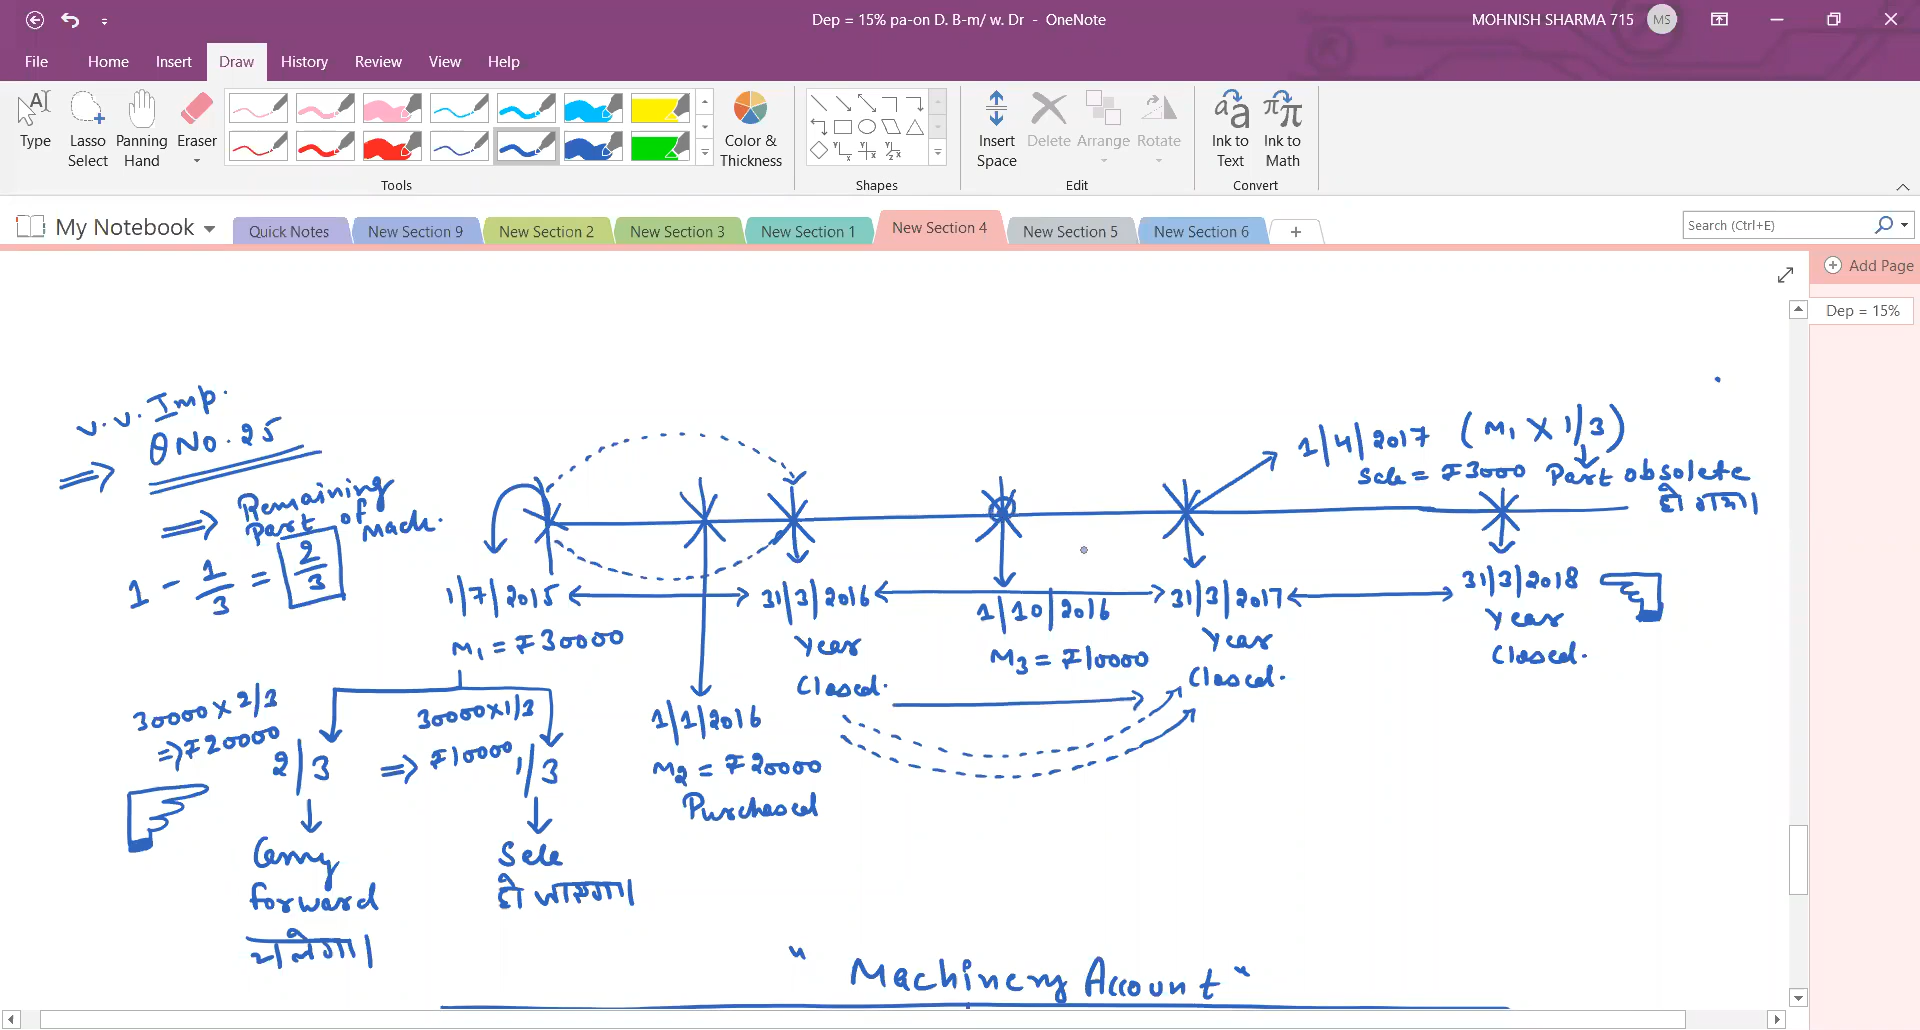 Dep = 15% pa-on D. B-m/ w. Dr - OneNote
MOHNISH SHARMA 715
MS
File Home Insert Draw History Review View Help
Type
Lasso Select
Panning Hand
Eraser
Color & Thickness
Insert Space
Delete
Arrange
Rotate
Ink to Text
Ink to Math
Tools
Shapes
Edit
Convert
My Notebook
Quick Notes
New Section 9
New Section 2
New Section 3
New Section 1
New Section 4
New Section 5
New Section 6
Search (Ctrl+E)
Add Page
Dep = 15%
v.v. Imp.
QNo. 25
⇒ Remaining
Part of
Mach.
1 - 1/3 = 2/3
1/4/2017 (M₁ X 1/3)
Sale = ₹3000 Part obsolete
हो गया।
1/7/2015
M₁ = ₹30000
31/3/2016
Year
Closed.
1/10/2016
M₃ = ₹10000
31/3/2017
Year
Closed.
31/3/2018
Year
Closed.
30000 X 2/3
⇒ ₹20000
2/3
Carry
forward
30000X1/3
⇒ ₹10000
1/3
Sale
हो जाएगा।
1/1/2016
M₂ = ₹20000
Purchased
"Machinery Account"